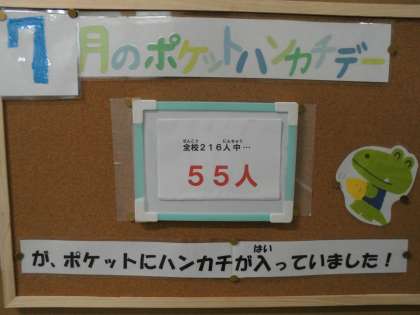 7月のポケットハンカチデー
ぜんこう にんちゅう
全校216人中…
55人
はい
が、ポケットにハンカチが入っていました!